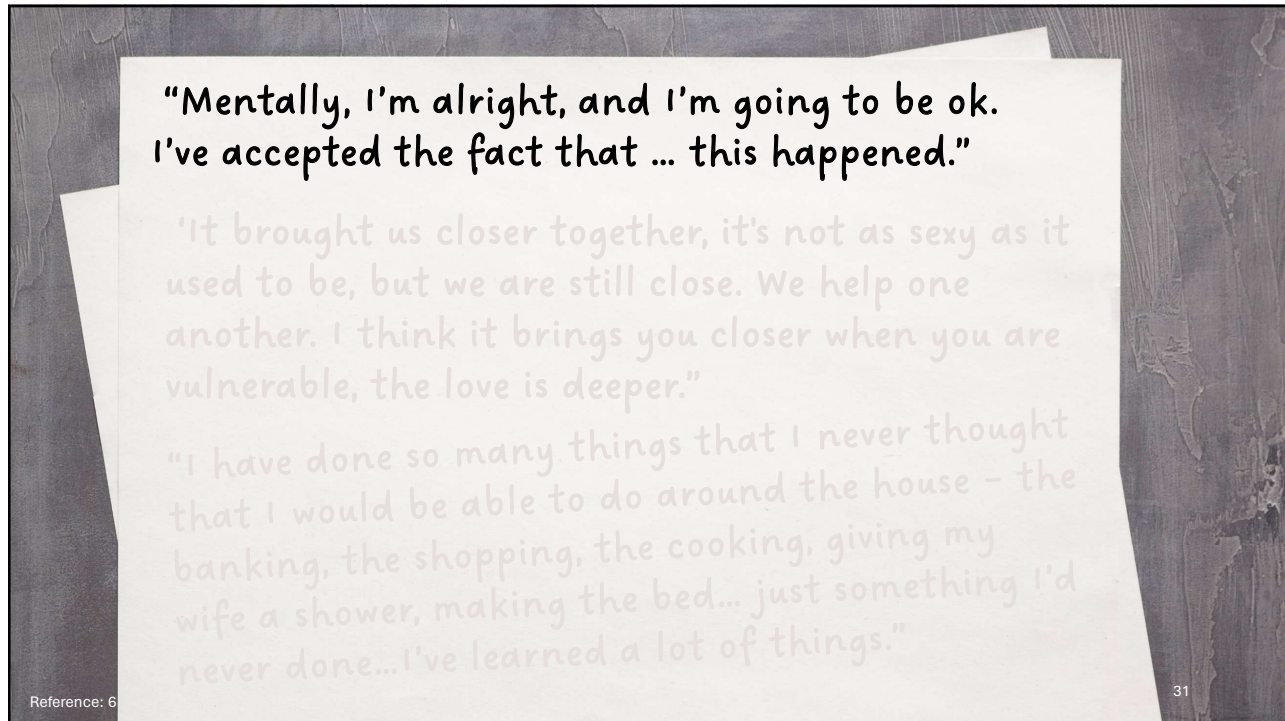 “Mentally, I’m alright, and I’m going to be ok.
I’ve accepted the fact that ... this happened.”
‘It brought us closer together, it's not as sexy as it
used to be, but we are still close. We help one
another. I think it brings you closer when you are
vulnerable, the love is deeper.”
“I have done so many things that I never thought
that I would be able to do around the house – the
banking, the shopping, the cooking, giving my
wife a shower, making the bed... just something I’d
never done...I’ve learned a lot of things.”
Reference: 6
31